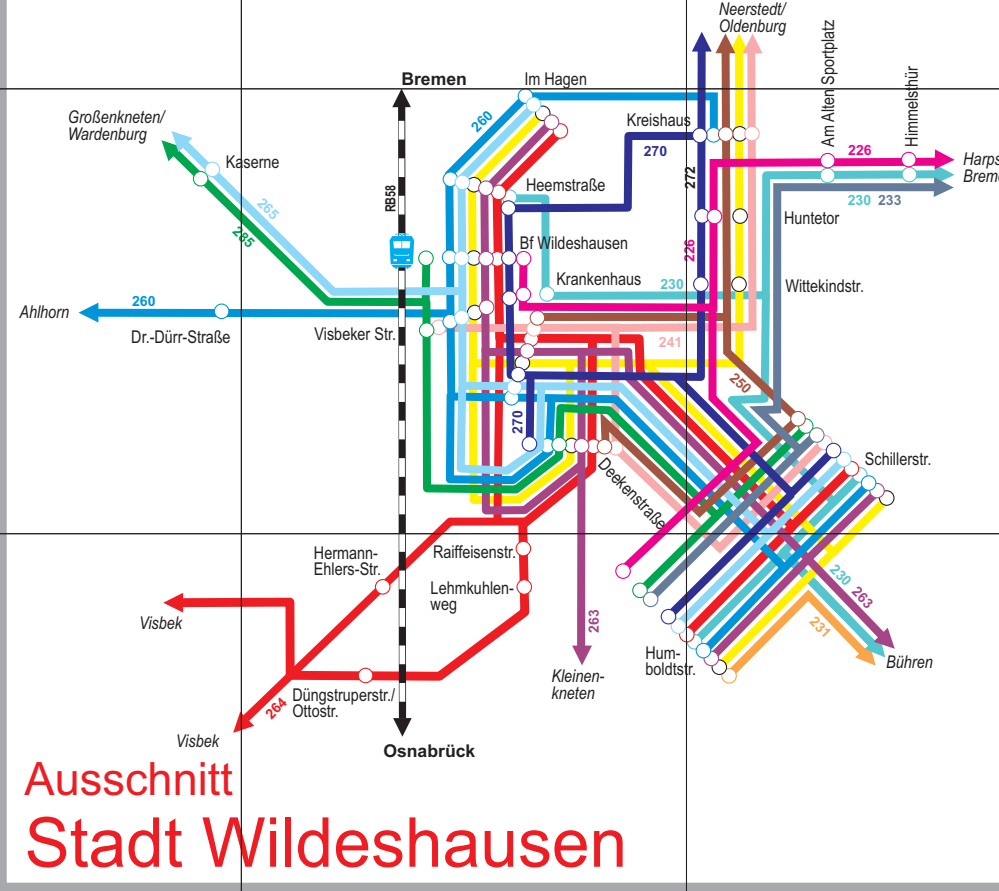 Neerstedt/
Oldenburg
Am Alten Sportplatz
Himmelsthür
Bremen
Im Hagen
260
Großenkneten/
Wardenburg
Kreishaus
270
226
Kaserne
Harps
Breme
RB58
272
Heemstraße
230 233
265
285
Huntetor
Bf Wildeshausen
226
Krankenhaus
230
Wittekindstr.
260
Ahlhorn
Dr.-Dürr-Straße
Visbeker Str.
241
250
270
Schillerstr.
Deekenstraße
Hermann-
Ehlers-Str.
Raiffeisenstr.
Lehmkuhlen-
weg
230
263
263
231
Visbek
Hum-
boldtstr.
Bühren
Kleinen-
kneten
Düngstruperstr./
Ottostr.
264
Visbek
Osnabrück
Ausschnitt
Stadt Wildeshausen